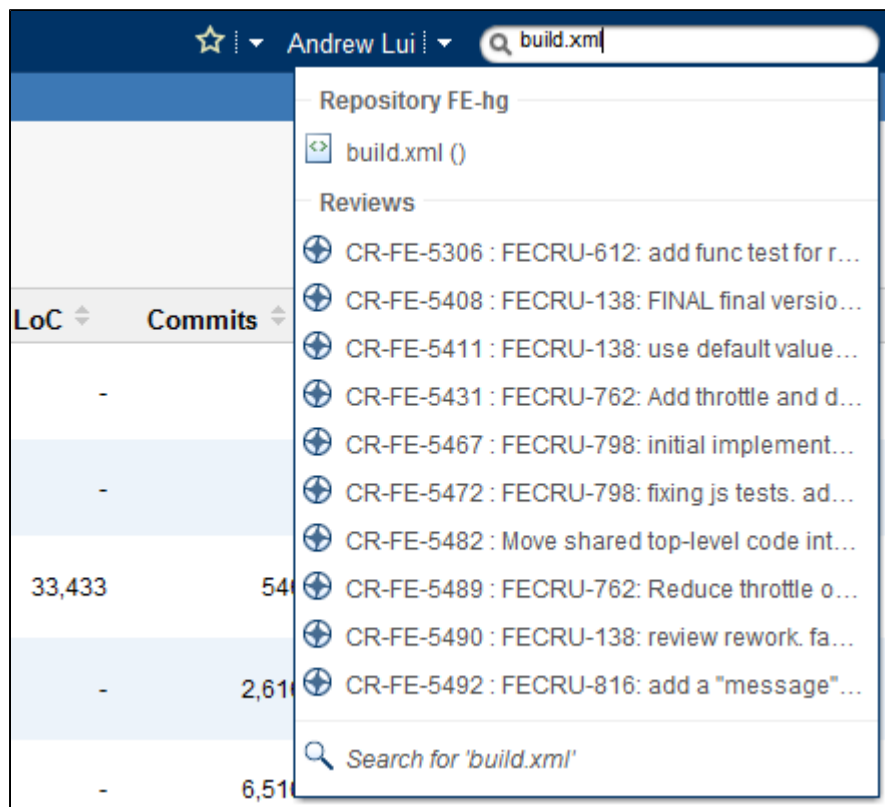 Andrew Lui
build.xml
Repository FE-hg
build.xml ()
Reviews
CR-FE-5306 : FECRU-612: add func test for r...
CR-FE-5408 : FECRU-138: FINAL final versio...
CR-FE-5411 : FECRU-138: use default value...
CR-FE-5431 : FECRU-762: Add throttle and d...
CR-FE-5467 : FECRU-798: initial implement...
CR-FE-5472 : FECRU-798: fixing js tests. ad...
CR-FE-5482 : Move shared top-level code int...
CR-FE-5489 : FECRU-762: Reduce throttle o...
CR-FE-5490 : FECRU-138: review rework. fa...
CR-FE-5492 : FECRU-816: add a "message"...
Search for 'build.xml'
LoC Commits
-
-
33,433
- 2,61
- 6,51